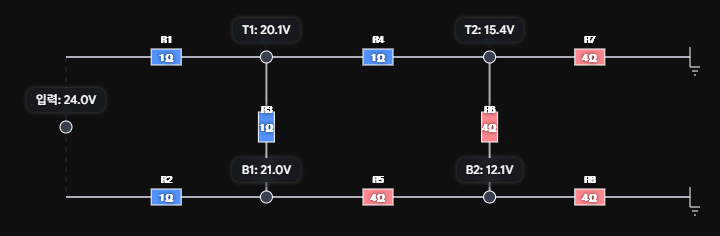 T1: 20.1V
T2: 15.4V
R1
R4
R7
1Ω
1Ω
4Ω
입력: 24.0V
R3
R6
1Ω
4Ω
B1: 21.0V
B2: 12.1V
R2
R5
R8
1Ω
4Ω
4Ω